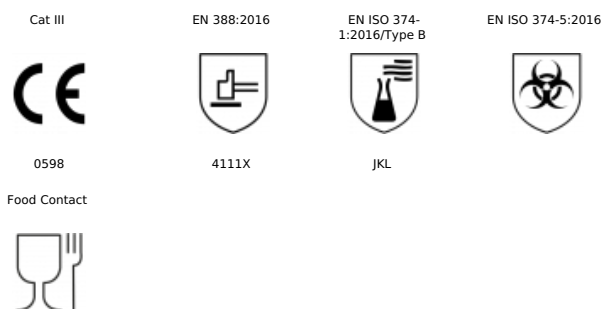 Cat III
EN 388:2016
EN ISO 374-
1:2016/Type B
EN ISO 374-5:2016
CE
0598
4111X
JKL
Food Contact